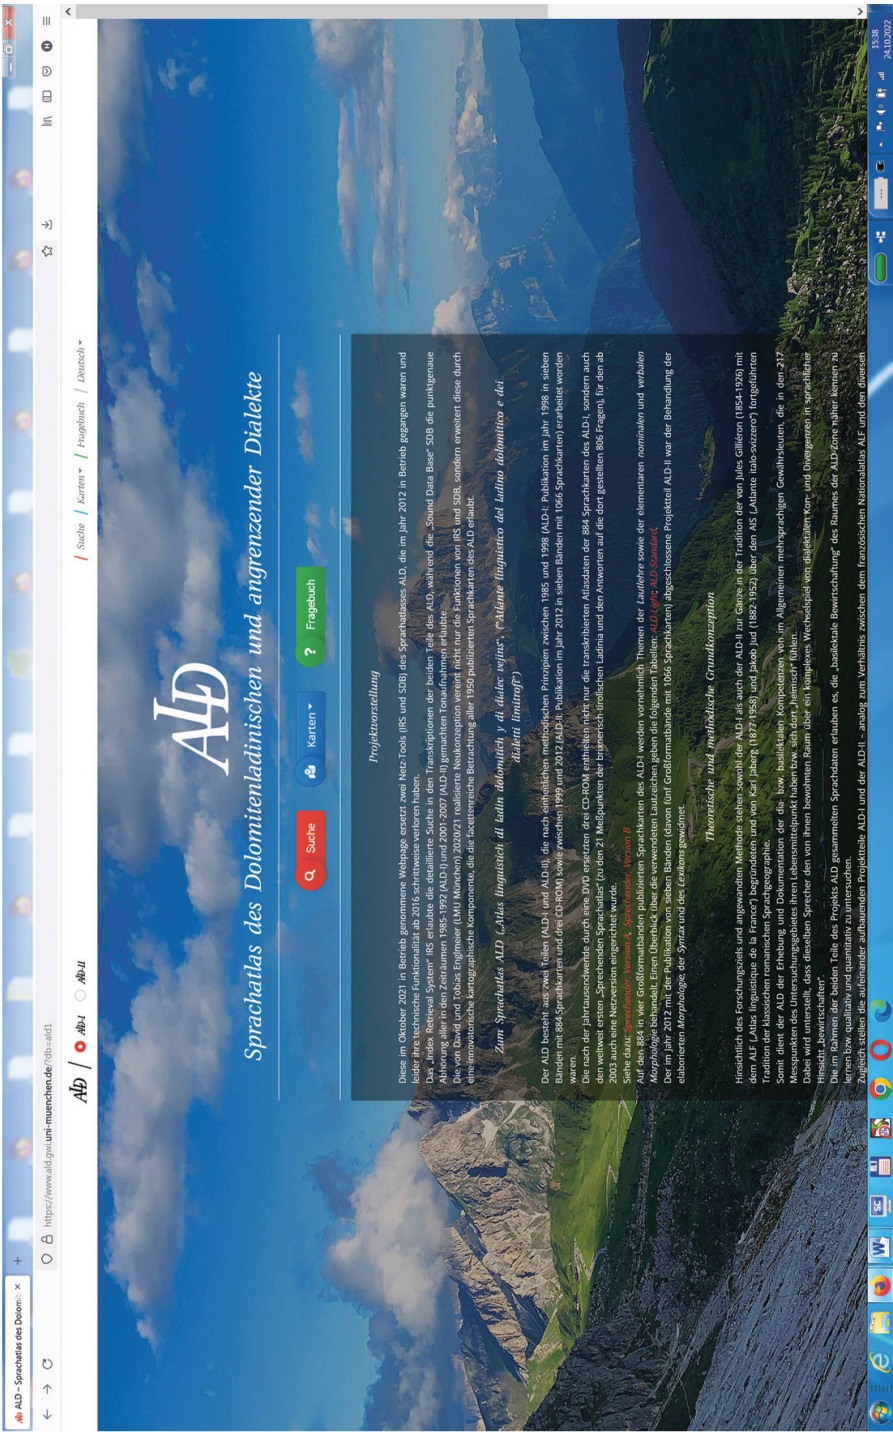 ALD – Sprachatlas des Dolomit
https://www.ald.gwi.uni-muenchen.de/?db=ald1
ALD
ALD-I
ALD-II
Suche
Karten
Fragebuch
Deutsch
ALD
Sprachatlas des Dolomitenladinischen und angrenzender Dialekte
Suche
Karten
Fragebuch
Projektvorstellung
Diese im Oktober 2021 in Betrieb genommene Webpage ersetzt zwei Netz-Tools (IRS und SDB) des Sprachatlasses ALD, die im Jahr 2012 in Betrieb gegangen waren und
leider ihre technische Funktionalität ab 2016 schrittweise verloren haben.
Das „Index Retrieval System“ IRS erlaubte die detaillierte Suche in den Transkriptionen der beiden Teile des ALD, während die „Sound Data Base“ SDB die punktgenaue
Abhörung aller in den Zeiträumen 1985-1992 (ALD-I) und 2001-2007 (ALD-II) gemachten Tonaufnahmen erlaubte.
Die von David und Tobias Englmeier (LMU München) 2020/21 realisierte Neukonzeption vereint nicht nur die Funktionen von IRS und SDB, sondern erweitert diese durch
eine innovatorische kartographische Komponente, die die facettenreiche Betrachtung aller 1950 publizierten Sprachkarten des ALD erlaubt.
Zum Sprachatlas ALD („Atlas linguistich dl ladin dolomitich y di dialec vejins“, („Atlante linguistico del ladino dolomitico e dei
dialetti limitrofi“)
Der ALD besteht aus zwei Teilen (ALD-I und ALD-II), die nach einheitlichen methodischen Prinzipien zwischen 1985 und 1998 (ALD-I: Publikation im Jahr 1998 in sieben
Bänden mit 884 Sprachkarten und drei CD-ROM) sowie zwischen 1999 und 2012 (ALD-II: Publikation im Jahr 2012 in sieben Bänden mit 1066 Sprachkarten) erarbeitet worden
waren.
Die nach der Jahrtausendwende durch eine DVD ersetzten drei CD-ROM enthielten nicht nur die transkribierten Atlasdaten der 884 Sprachkarten des ALD-I, sondern auch
den weltweit ersten „Sprechenden Sprachatlas“ (zu den 21 Meßpunkten der brixnerisch-tirolischen Ladinia und den Antworten auf die dort gestellten 806 Fragen), für den ab
2003 auch eine Netzversion eingerichtet wurde.
Siehe dazu: Sprechender, Version A, Sprechender, Version B
Auf den 884 in vier Großformatbänden publizierten Sprachkarten des ALD-I werden vornehmlich Themen der Lautlehre sowie der elementaren nominalen und verbalen
Morphologie behandelt. Einen Überblick über die verwendeten Lautzeichen geben die folgenden Tabellen: ALD-Light; ALD-Standard.
Der im Jahr 2012 mit der Publikation von sieben Bänden (davon fünf Großformatbände mit 1066 Sprachkarten) abgeschlossene Projektteil ALD-II war der Behandlung der
elaborierten Morphologie, der Syntax und des Lexikons gewidmet.
Theoretische und methodische Grundkonzeption
Hinsichtlich des Forschungsziels und angewandten Methode stehen sowohl der ALD-I als auch der ALD-II zur Gänze in der Tradition der von Jules Gilliéron (1854-1926) mit
dem ALF („Atlas linguistique de la France“) begründeten und von Karl Jaberg (1877-1958) und Jakob Jud (1882-1952) über den AIS („Atlante italo-svizzero“) fortgeführten
Tradition der klassischen romanischen Sprachgeographie.
Somit dient der ALD der Erhebung und Dokumentation der dia- bzw. basilektalen Kompetenzen von im Allgemeinen mehrsprachigen Gewährsleuten, die in den 217
Messpunkten des Untersuchungsgebietes ihren Lebensmittelpunkt haben bzw. sich dort „heimisch“ fühlen.
Dabei wird unterstellt, dass dieselben Sprecher den von ihnen bewohnten Raum über ein komplexes Wechselspiel von dialektalen Kon- und Divergenzen in sprachlicher
Hinsicht „bewirtschaften“.
Die im Rahmen der beiden Teile des Projekts ALD gesammelten Sprachdaten erlauben es, die „basilektale Bewirtschaftung“ des Raumes der ALD-Zone näher kennen zu
lernen bzw. qualitativ und quantitativ zu untersuchen.
Zugleich stellen die aufeinander aufbauenden Projektteile ALD-I und der ALD-II – analog zum Verhältnis zwischen dem französischen Nationalatlas ALF und den diversen
15:38
24.10.2022